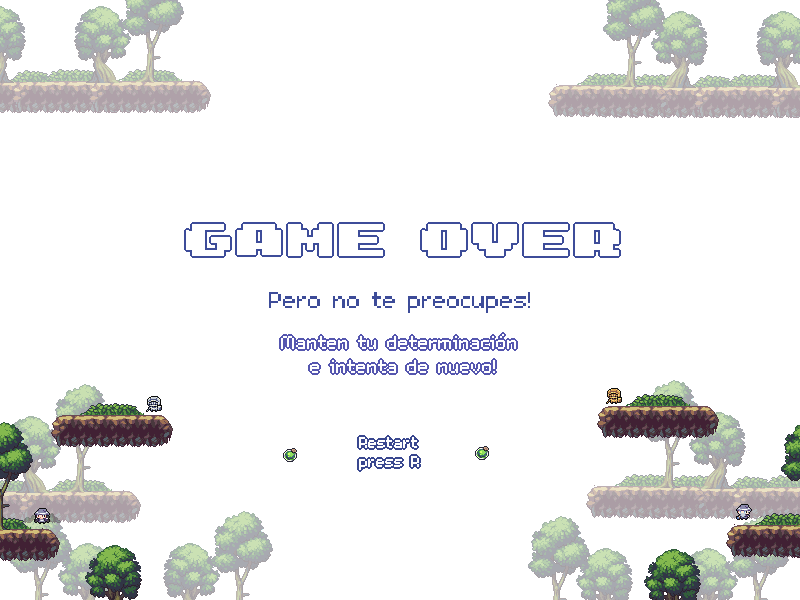 GAME OVER
Pero no te preocupes!
Manten tu determinación
e intenta de nuevo!
Restart
press R